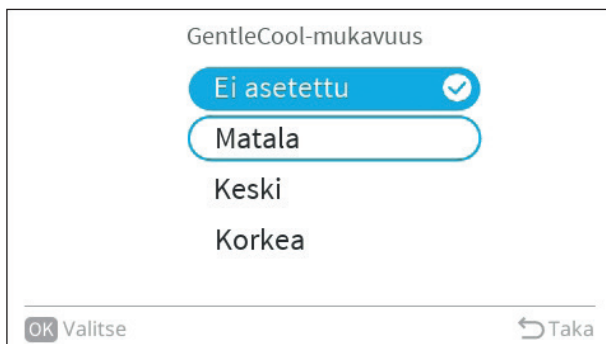 GentleCool-mukavuus
Ei asetettu
Matala
Keski
Korkea
OK Valitse
Taka